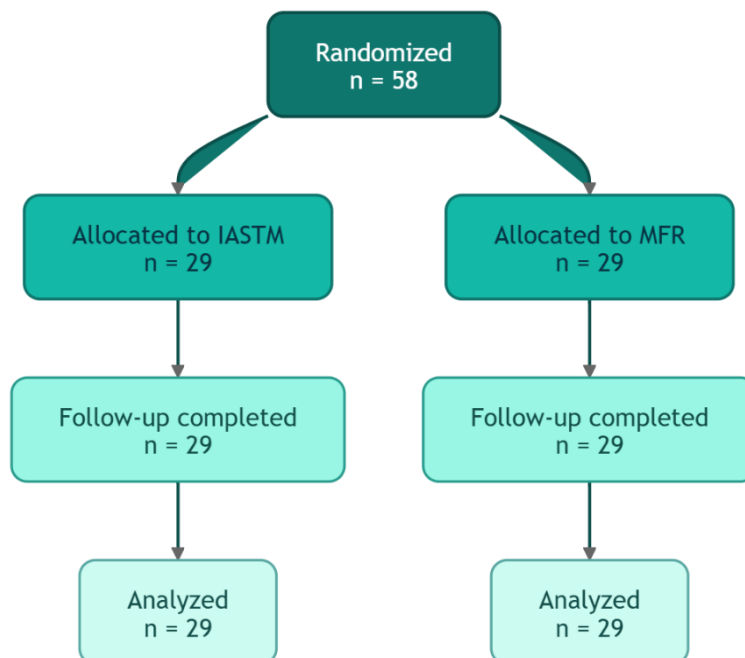 Randomized
n = 58
Allocated to IASTM
n = 29
Allocated to MFR
n = 29
Follow-up completed
n = 29
Follow-up completed
n = 29
Analyzed
n = 29
Analyzed
n = 29